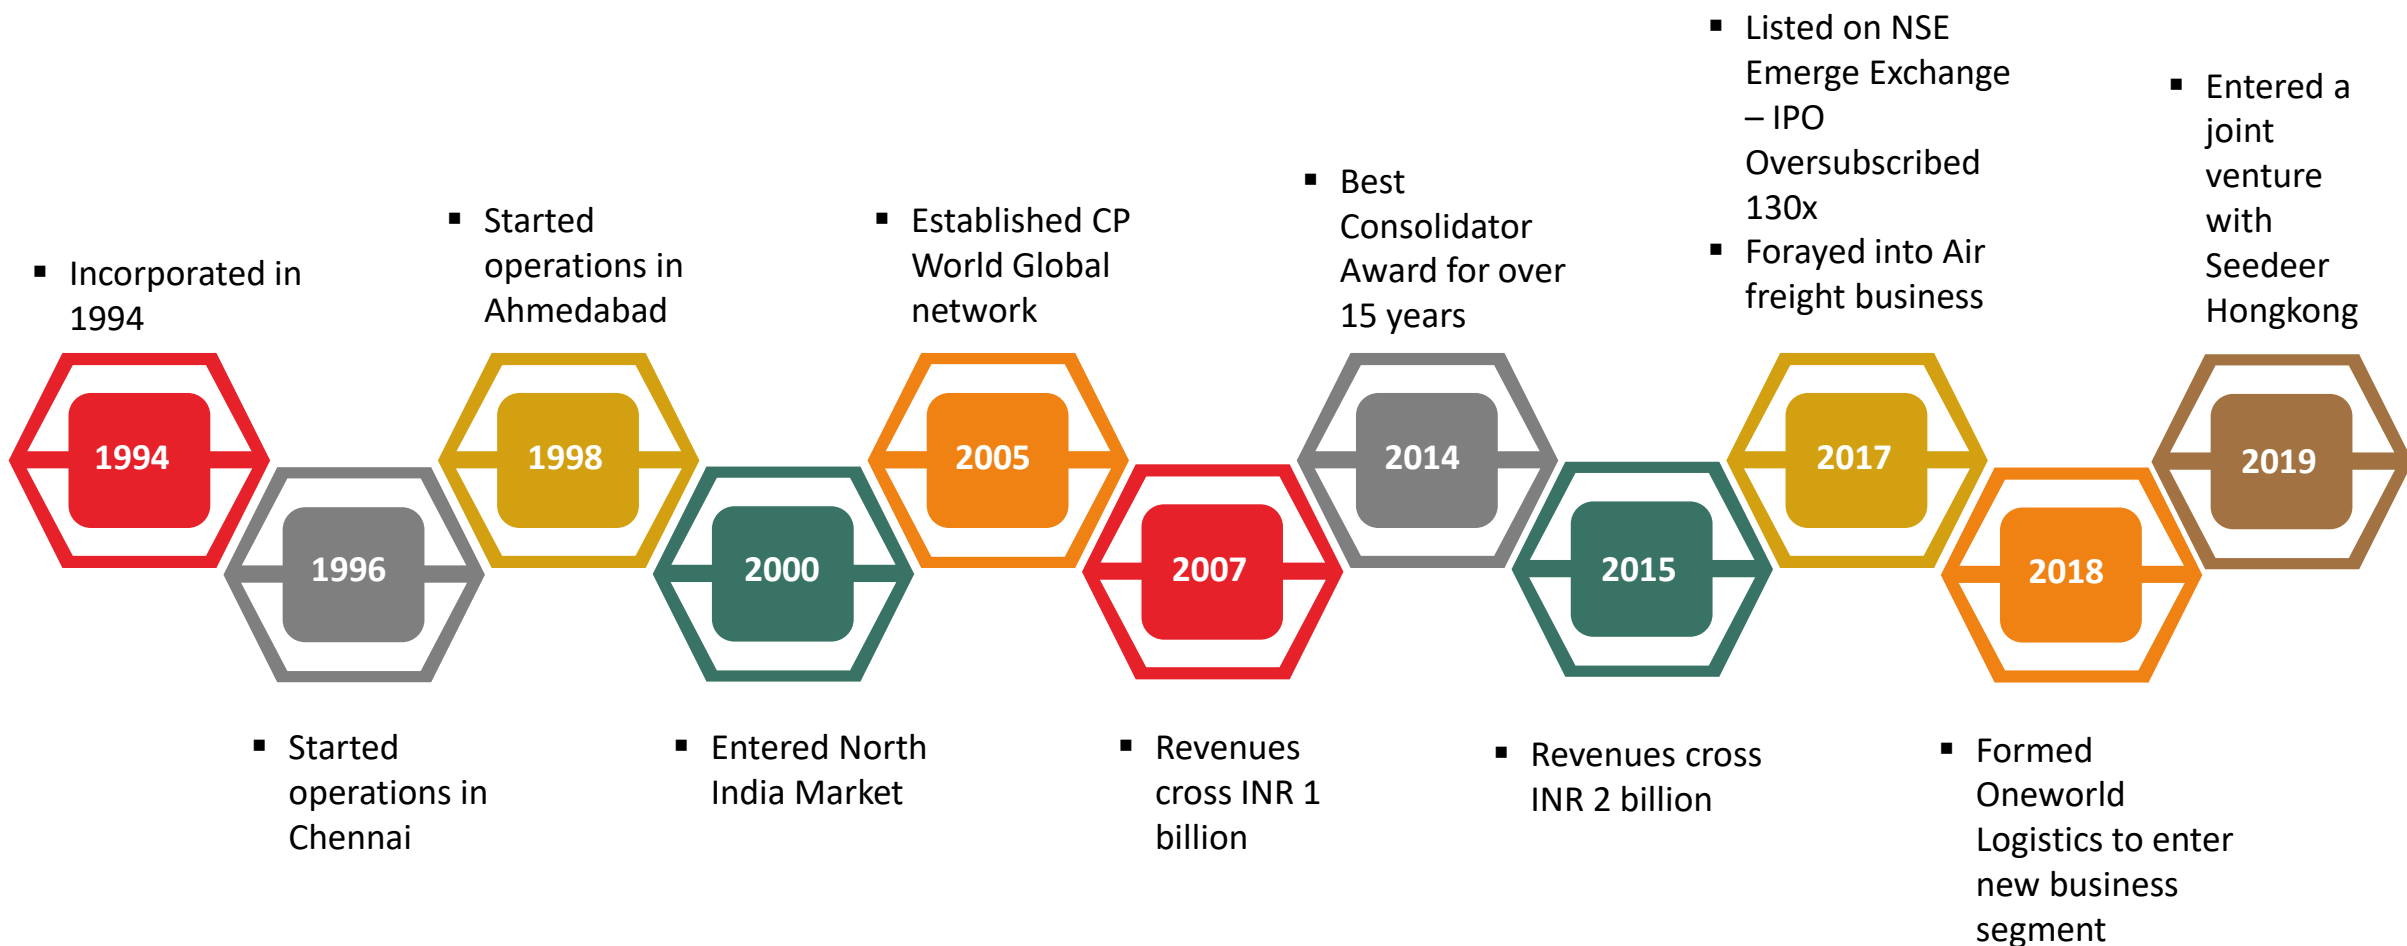 ▪ Incorporated in
1994
1994
1996
▪ Started
operations in
Chennai
▪ Started
operations in
Ahmedabad
1998
2000
▪ Entered North
India Market
▪ Established CP
World Global
network
2005
2007
▪ Revenues
cross INR 1
billion
▪ Best
Consolidator
Award for over
15 years
2014
2015
▪ Revenues cross
INR 2 billion
▪ Listed on NSE
Emerge Exchange
– IPO
Oversubscribed
130x
▪ Forayed into Air
freight business
2017
2018
▪ Formed
Oneworld
Logistics to enter
new business
segment
▪ Entered a
joint
venture
with
Seedeer
Hongkong
2019